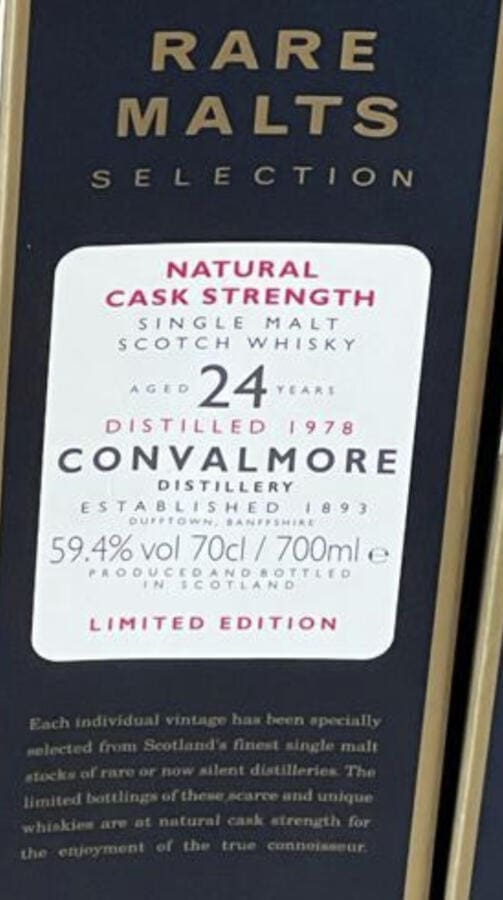 RARE
MALTS
SELECTION
NATURAL
CASK STRENGTH
SINGLE MALT
SCOTCH WHISKY
AGED 24 YEARS
DISTILLED 1978
CONVALMORE
DISTILLERY
ESTABLISHED 1893
DUFFTOWN, BANFFSHIRE
59.4% vol 70cl / 700ml e
PRODUCED AND BOTTLED
IN SCOTLAND
LIMITED EDITION
Each individual vintage has been specially
selected from Scotland's finest single malt
stocks of rare or now silent distilleries. The
limited bottlings of these scarce and unique
whiskies are at natural cask strength for
the enjoyment of the true connoisseur.